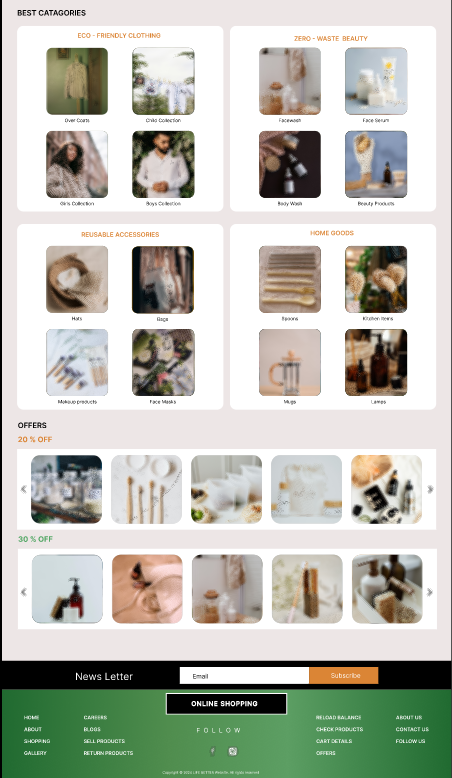 BEST CATAGORIES
ECO - FRIENDLY CLOTHING
ZERO - WASTE BEAUTY
Over Coats
Child Collection
Facewash
Face Serum
Girls Collection
Boys Collection
Body Wash
Beauty Products
REUSABLE ACCESSORIES
HOME GOODS
Hats
Bags
Spoons
Kitchen Items
Makeup products
Face Masks
Mugs
Lamps
OFFERS
20 % OFF
30 % OFF
News Letter
Email
Subscribe
ONLINE SHOPPING
HOME
ABOUT
SHOPPING
GALLERY
CAREERS
BLOGS
SELL PRODUCTS
RETURN PRODUCTS
FOLLOW
RELOAD BALANCE
CHECK PRODUCTS
CART DETAILS
OFFERS
ABOUT US
CONTACT US
FOLLOW US